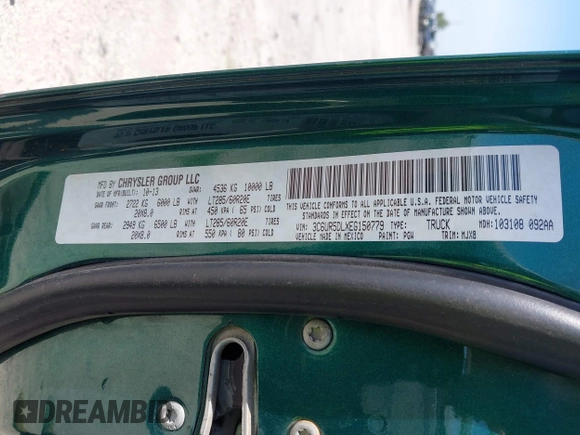 MFD BY CHRYSLER GROUP LLC
DATE OF MFR(BUILT): 10-13 GVWR: 4536 KG 10000 LB
GAWR FRONT: 2722 KG 6000 LB LT285/60R20E TIRES
20X8.0 RIMS AT 450 KPA ( 65 PSI) COLD
GAWR REAR: 2948 KG 6500 LB LT285/60R20E TIRES
20X8.0 RIMS AT 550 KPA ( 80 PSI) COLD
THIS VEHICLE CONFORMS TO ALL APPLICABLE U.S.A. FEDERAL MOTOR VEHICLE SAFETY
STANDARDS IN EFFECT ON THE DATE OF MANUFACTURE SHOWN ABOVE.
VIN: 3C6UR5DLXEG150779 TYPE: TRUCK MDH: 103108 092AA
VEHICLE MADE IN MEXICO PAINT: PGW TRIM: MJX8
DREAMBID